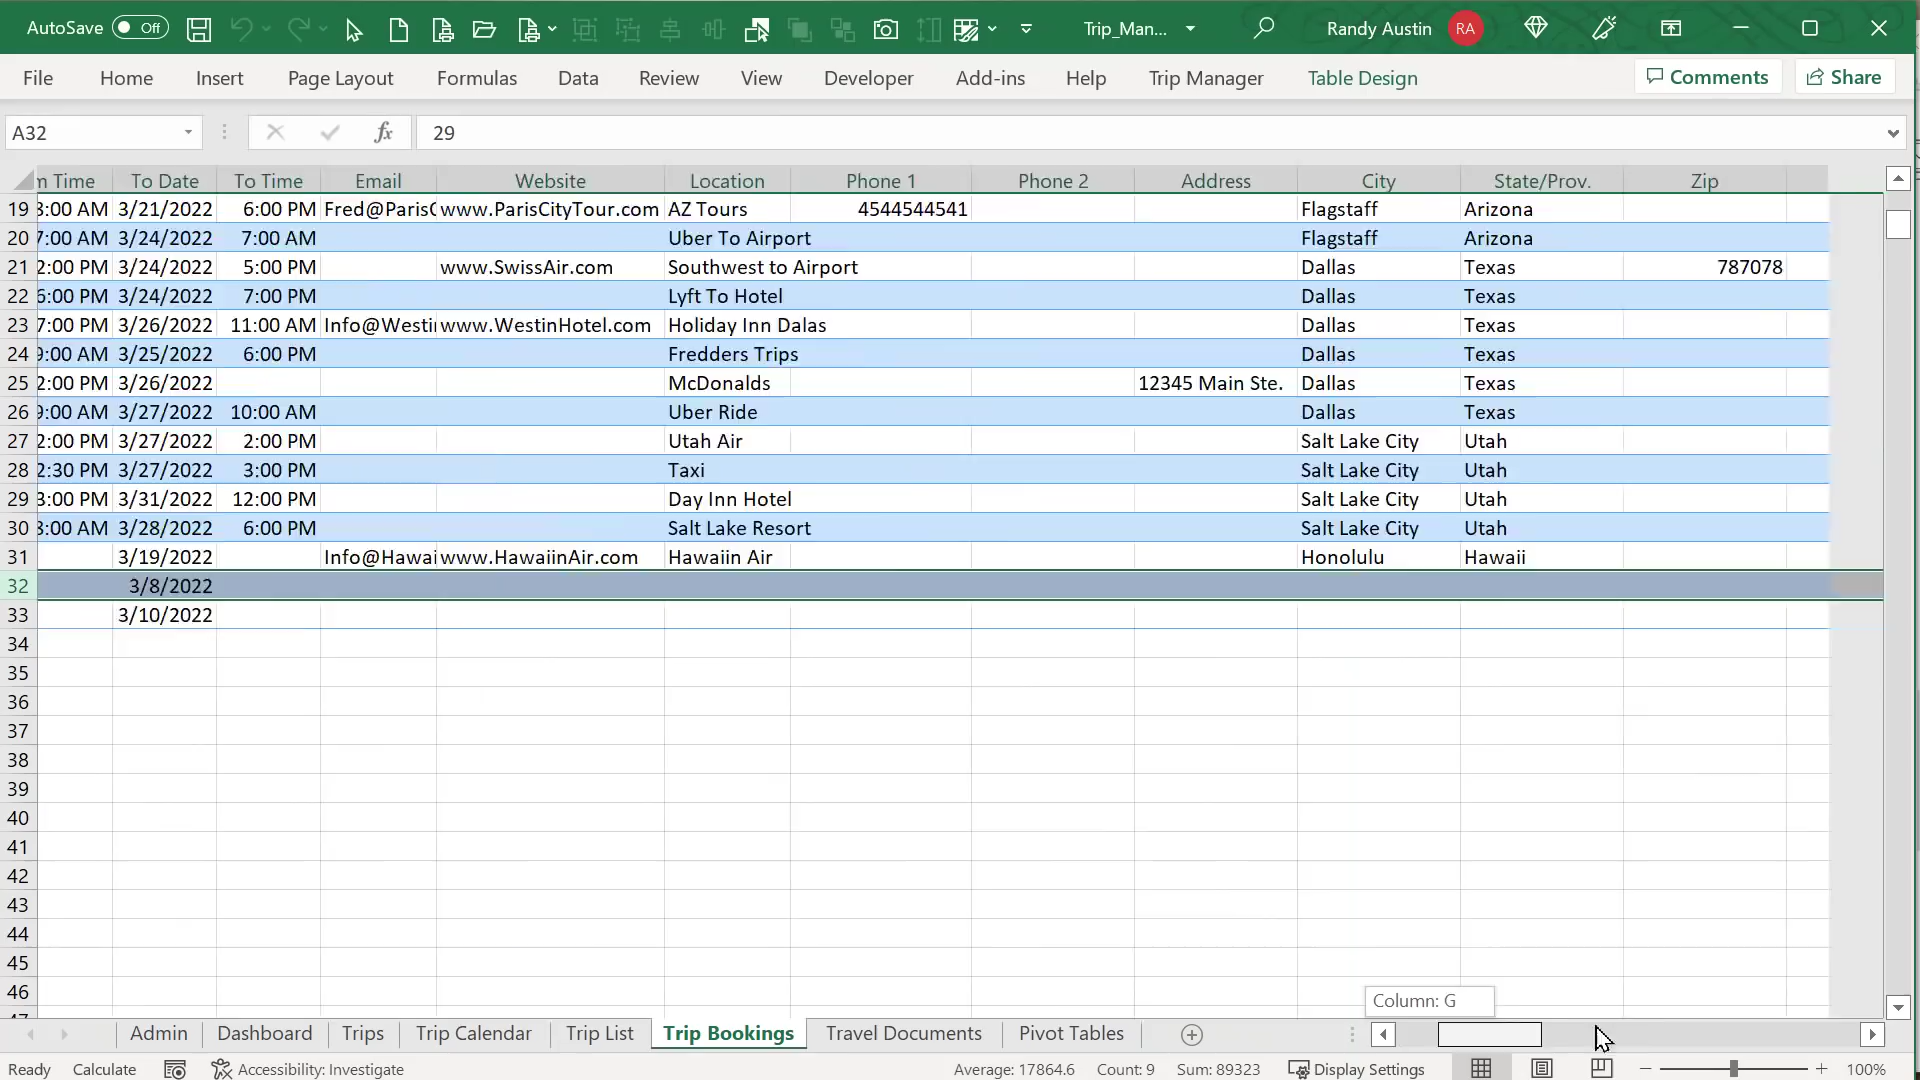 AutoSave Off Trip_Man... Randy Austin RA
File Home Insert Page Layout Formulas Data Review View Developer Add-ins Help Trip Manager Table Design Comments Share
A32 fx 29
m Time To Date To Time Email Website Location Phone 1 Phone 2 Address City State/Prov. Zip
19 3:00 AM 3/21/2022 6:00 PM Fred@ParisC www.ParisCityTour.com AZ Tours 4544544541 Flagstaff Arizona
20 7:00 AM 3/24/2022 7:00 AM Uber To Airport Flagstaff Arizona
21 2:00 PM 3/24/2022 5:00 PM www.SwissAir.com Southwest to Airport Dallas Texas 787078
22 6:00 PM 3/24/2022 7:00 PM Lyft To Hotel Dallas Texas
23 7:00 PM 3/26/2022 11:00 AM Info@Westin www.WestinHotel.com Holiday Inn Dalas Dallas Texas
24 9:00 AM 3/25/2022 6:00 PM Fredders Trips Dallas Texas
25 2:00 PM 3/26/2022 McDonalds 12345 Main Ste. Dallas Texas
26 9:00 AM 3/27/2022 10:00 AM Uber Ride Dallas Texas
27 2:00 PM 3/27/2022 2:00 PM Utah Air Salt Lake City Utah
28 2:30 PM 3/27/2022 3:00 PM Taxi Salt Lake City Utah
29 3:00 PM 3/31/2022 12:00 PM Day Inn Hotel Salt Lake City Utah
30 3:00 AM 3/28/2022 6:00 PM Salt Lake Resort Salt Lake City Utah
31 3/19/2022 Info@Hawai www.HawaiinAir.com Hawaiin Air Honolulu Hawaii
32 3/8/2022
33 3/10/2022
34
35
36
37
38
39
40
41
42
43
44
45
46
Column: G
Admin Dashboard Trips Trip Calendar Trip List Trip Bookings Travel Documents Pivot Tables
Ready Calculate Accessibility: Investigate Average: 17864.6 Count: 9 Sum: 89323 Display Settings 100%